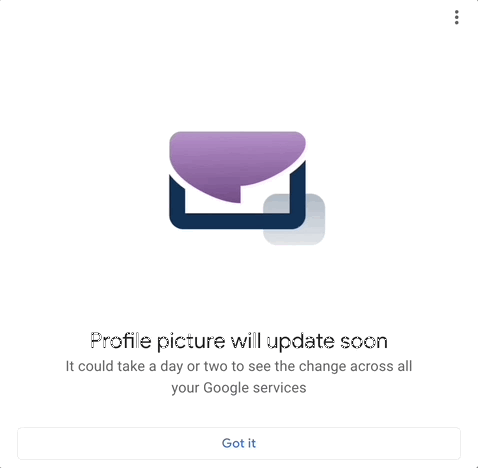 Profile picture will update soon
It could take a day or two to see the change across all
your Google services
Got it